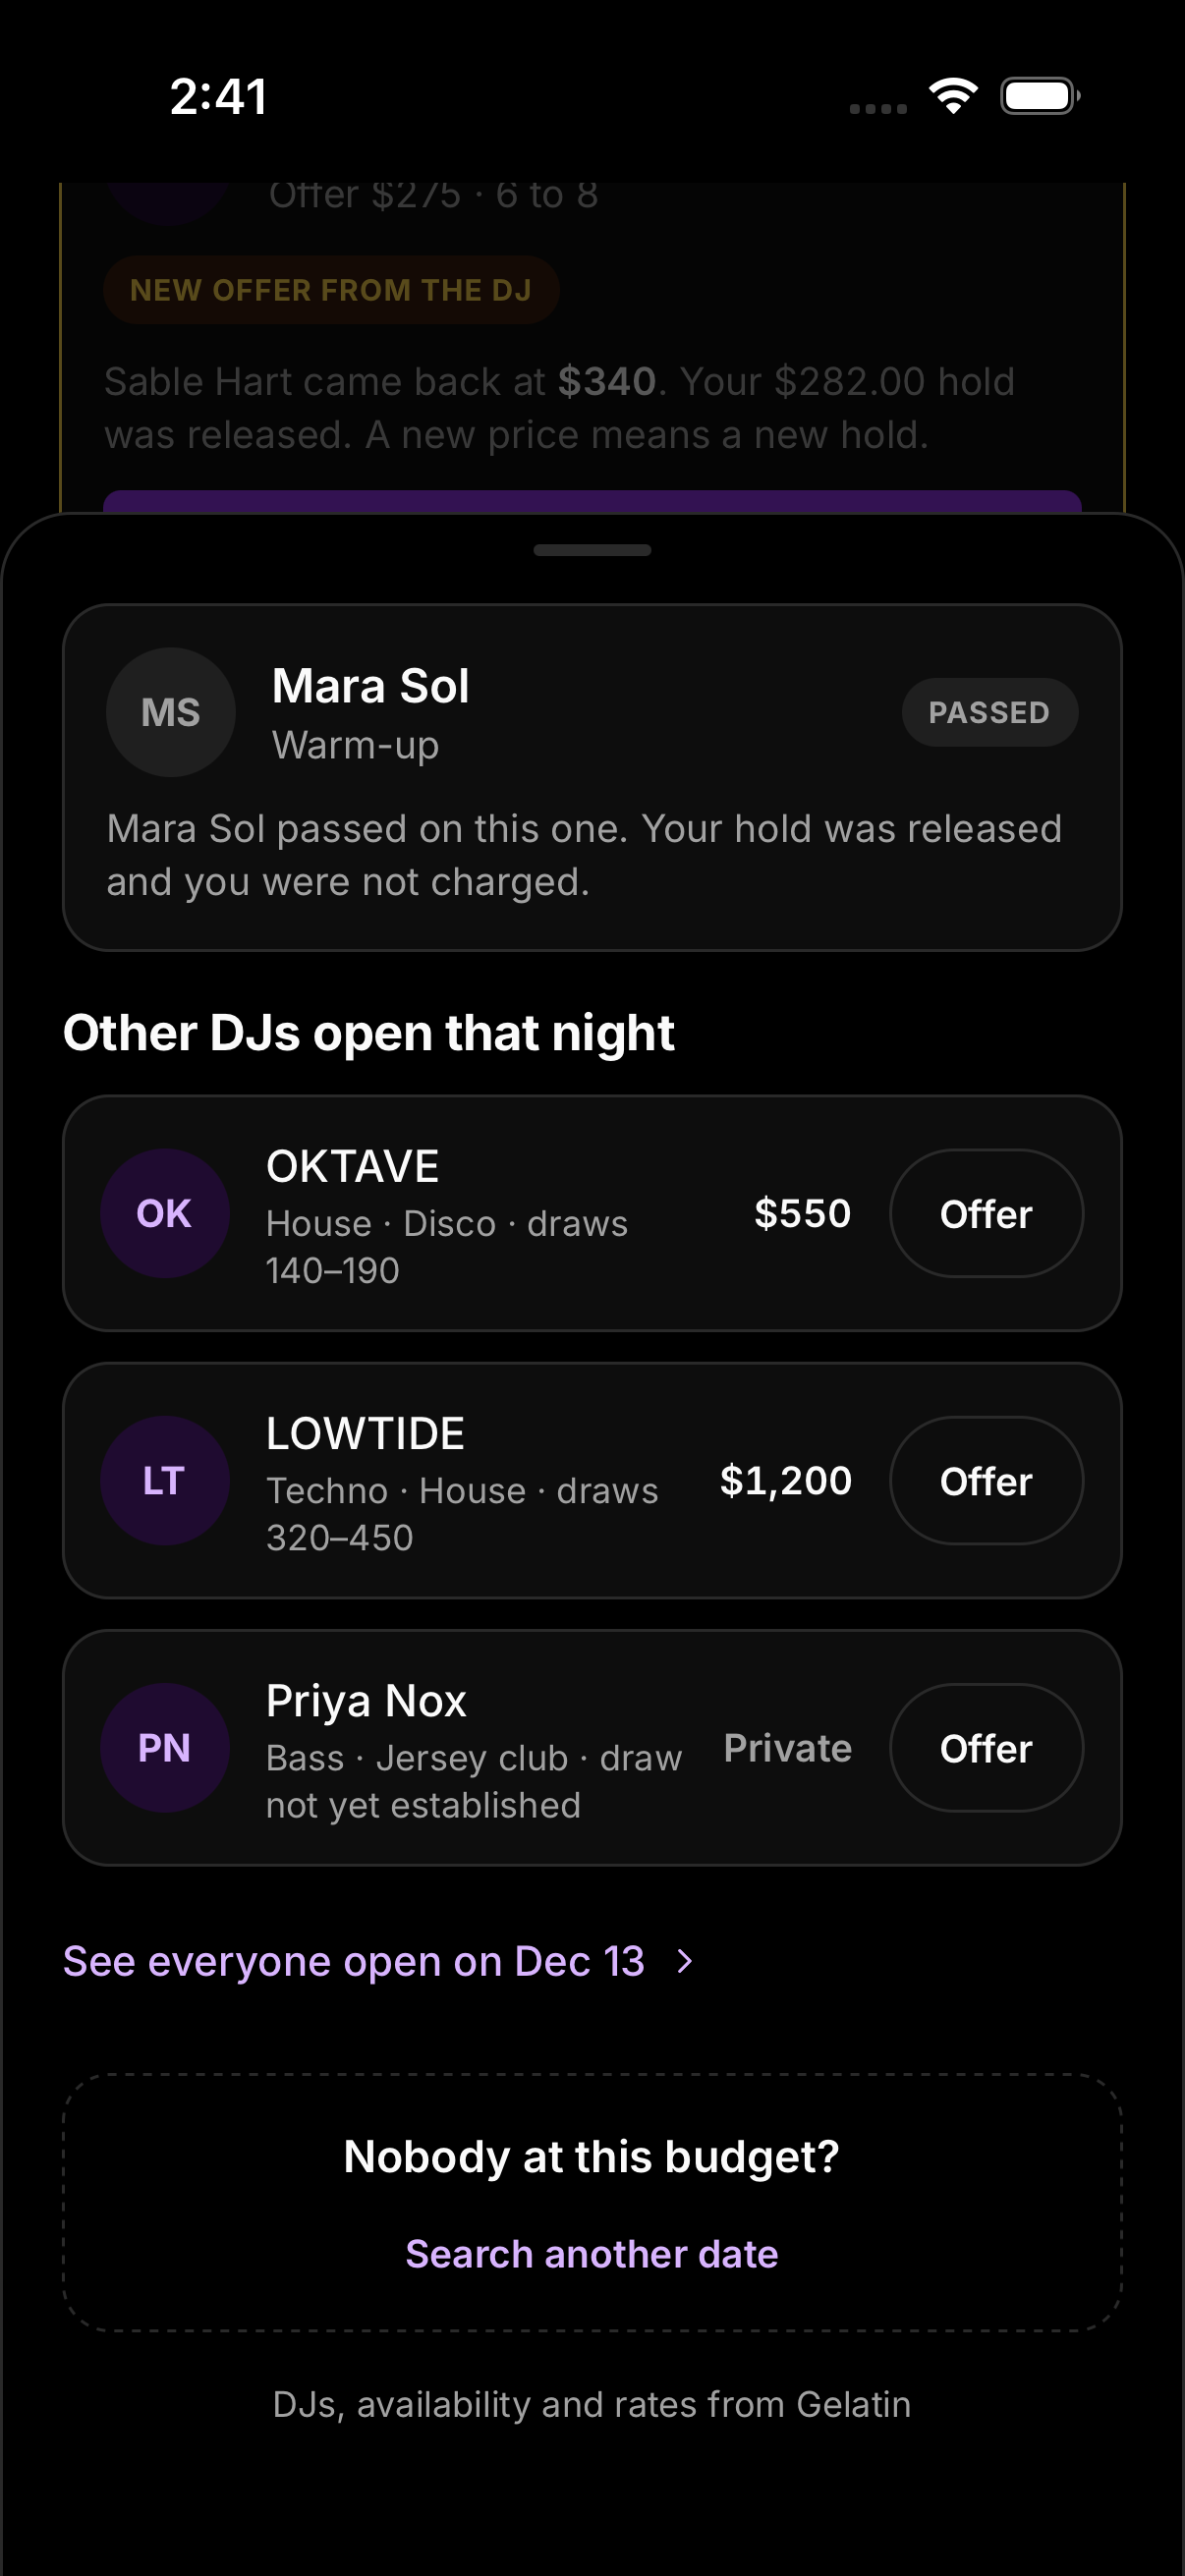 2:41
Offer $275 · 6 to 8
NEW OFFER FROM THE DJ
Sable Hart came back at $340. Your $282.00 hold
was released. A new price means a new hold.
MS
Mara Sol
Warm-up
PASSED
Mara Sol passed on this one. Your hold was released
and you were not charged.
Other DJs open that night
OK
OKTAVE
House · Disco · draws
140–190
$550
Offer
LT
LOWTIDE
Techno · House · draws
320–450
$1,200
Offer
PN
Priya Nox
Bass · Jersey club · draw
not yet established
Private
Offer
See everyone open on Dec 13
Nobody at this budget?
Search another date
DJs, availability and rates from Gelatin